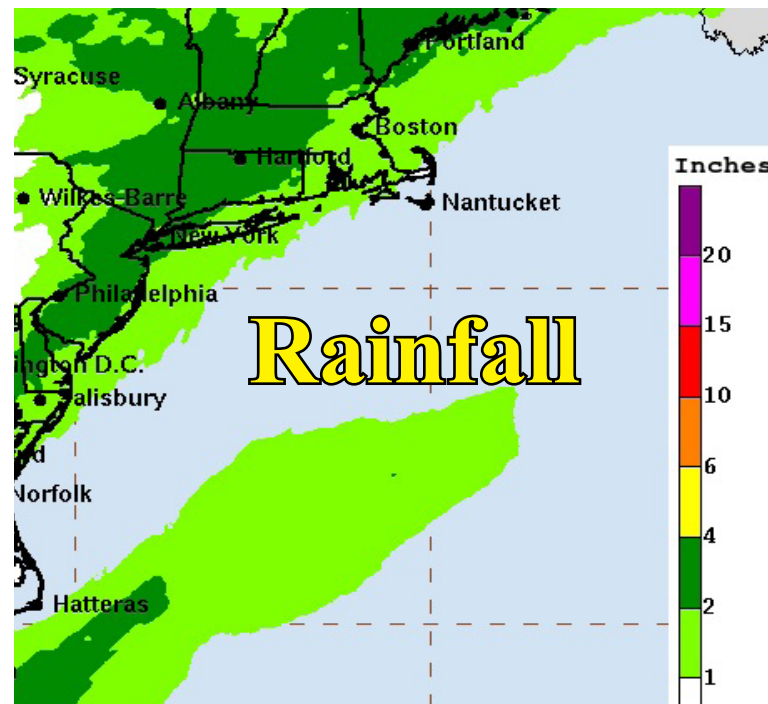 Portland
Syracuse
Albany
Boston
Hartford
Inches
Wilkes-Barre
Nantucket
New York
20
Philadelphia
15
Rainfall
ington D.C.
10
alisbury
6
Norfolk
4
Hatteras
2
1